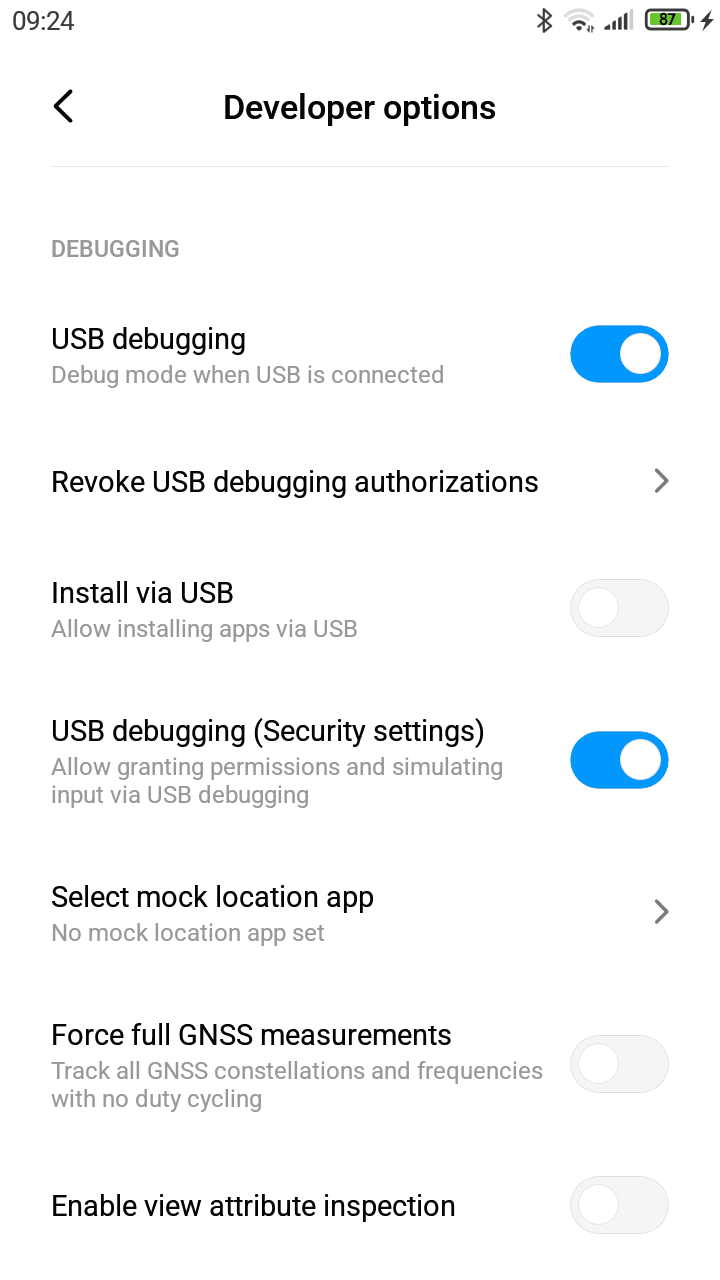 09:24
87
Developer options
DEBUGGING
USB debugging
Debug mode when USB is connected
Revoke USB debugging authorizations
Install via USB
Allow installing apps via USB
USB debugging (Security settings)
Allow granting permissions and simulating
input via USB debugging
Select mock location app
No mock location app set
Force full GNSS measurements
Track all GNSS constellations and frequencies
with no duty cycling
Enable view attribute inspection